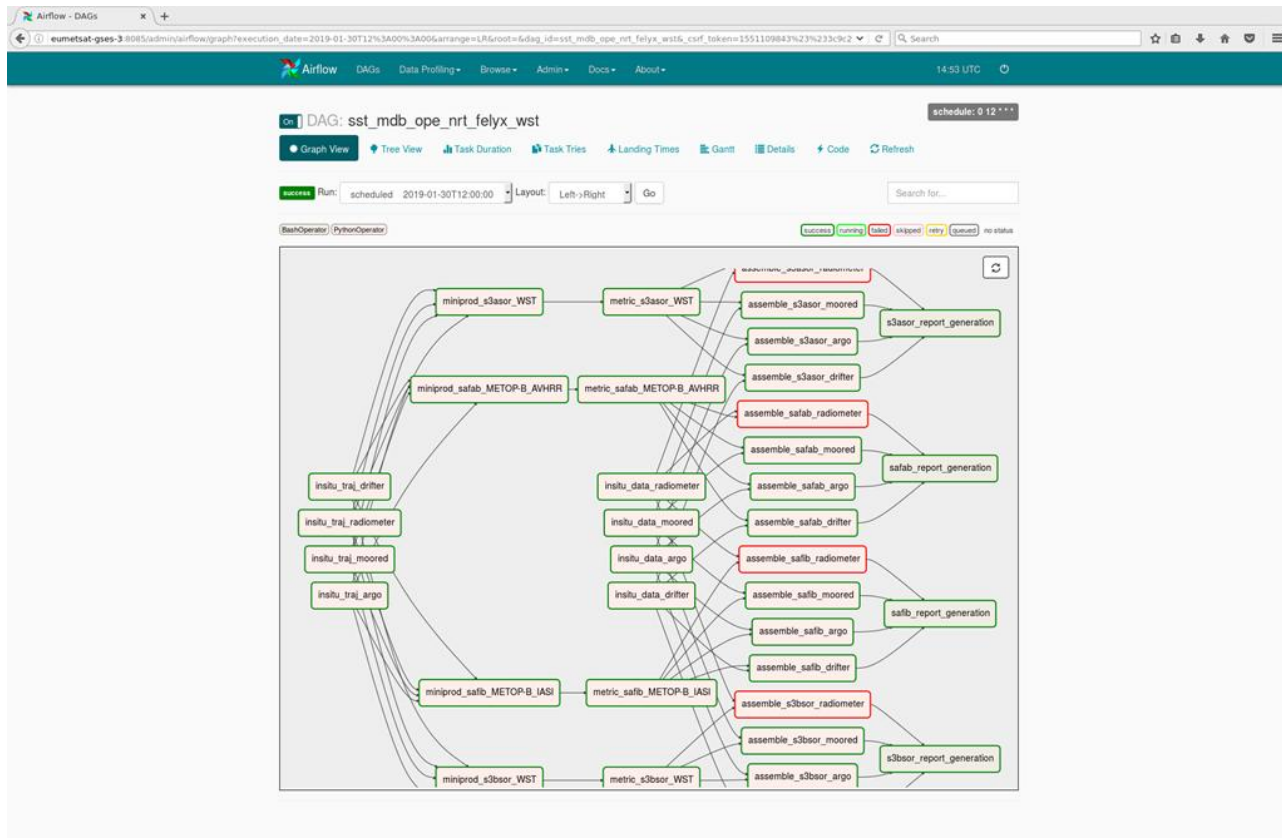 Airflow - DAGs
eumetsat-gses-3:8085/admin/airflow/graph?execution_date=2019-01-30T12%3A00%3A00&arrange=LR&root=&dag_id=sst_mdb_ope_nrt_felyx_wst&_csrf_token=1551109843%23%233c9c2
Search
Airflow DAGs Data Profiling Browse Admin Docs About 14:53 UTC
On DAG: sst_mdb_ope_nrt_felyx_wst schedule: 0 12 * * *
Graph View Tree View Task Duration Task Tries Landing Times Gantt Details Code Refresh
success Run: scheduled 2019-01-30T12:00:00 Layout: Left->Right Go Search for...
BashOperator PythonOperator success running failed skipped retry queued no status
assemble_s3asor_radiometer
miniprod_s3asor_WST metric_s3asor_WST assemble_s3asor_moored
s3asor_report_generation
assemble_s3asor_argo
assemble_s3asor_drifter
miniprod_safab_METOP-B_AVHRR metric_safab_METOP-B_AVHRR
assemble_safab_radiometer
assemble_safab_moored
safab_report_generation
insitu_traj_drifter insitu_data_radiometer assemble_safab_argo
insitu_traj_radiometer insitu_data_moored assemble_safab_drifter
insitu_traj_moored insitu_data_argo assemble_safib_radiometer
insitu_traj_argo insitu_data_drifter assemble_safib_moored
safib_report_generation
assemble_safib_argo
assemble_safib_drifter
miniprod_safib_METOP-B_IASI metric_safib_METOP-B_IASI
assemble_s3bsor_radiometer
assemble_s3bsor_moored
s3bsor_report_generation
miniprod_s3bsor_WST metric_s3bsor_WST assemble_s3bsor_argo